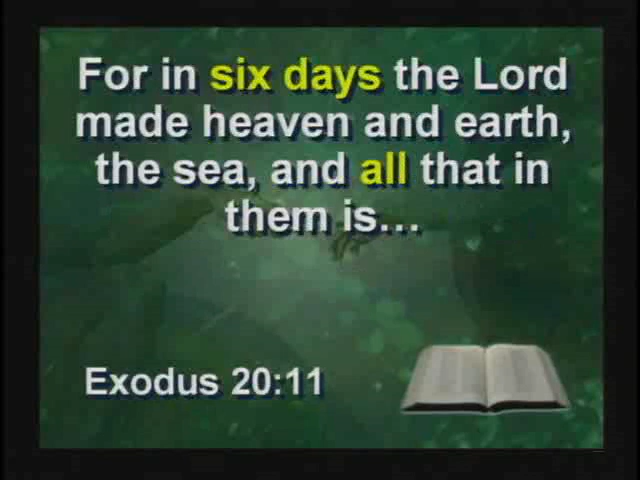 For in six days the Lord
made heaven and earth,
the sea, and all that in
them is…
Exodus 20:11